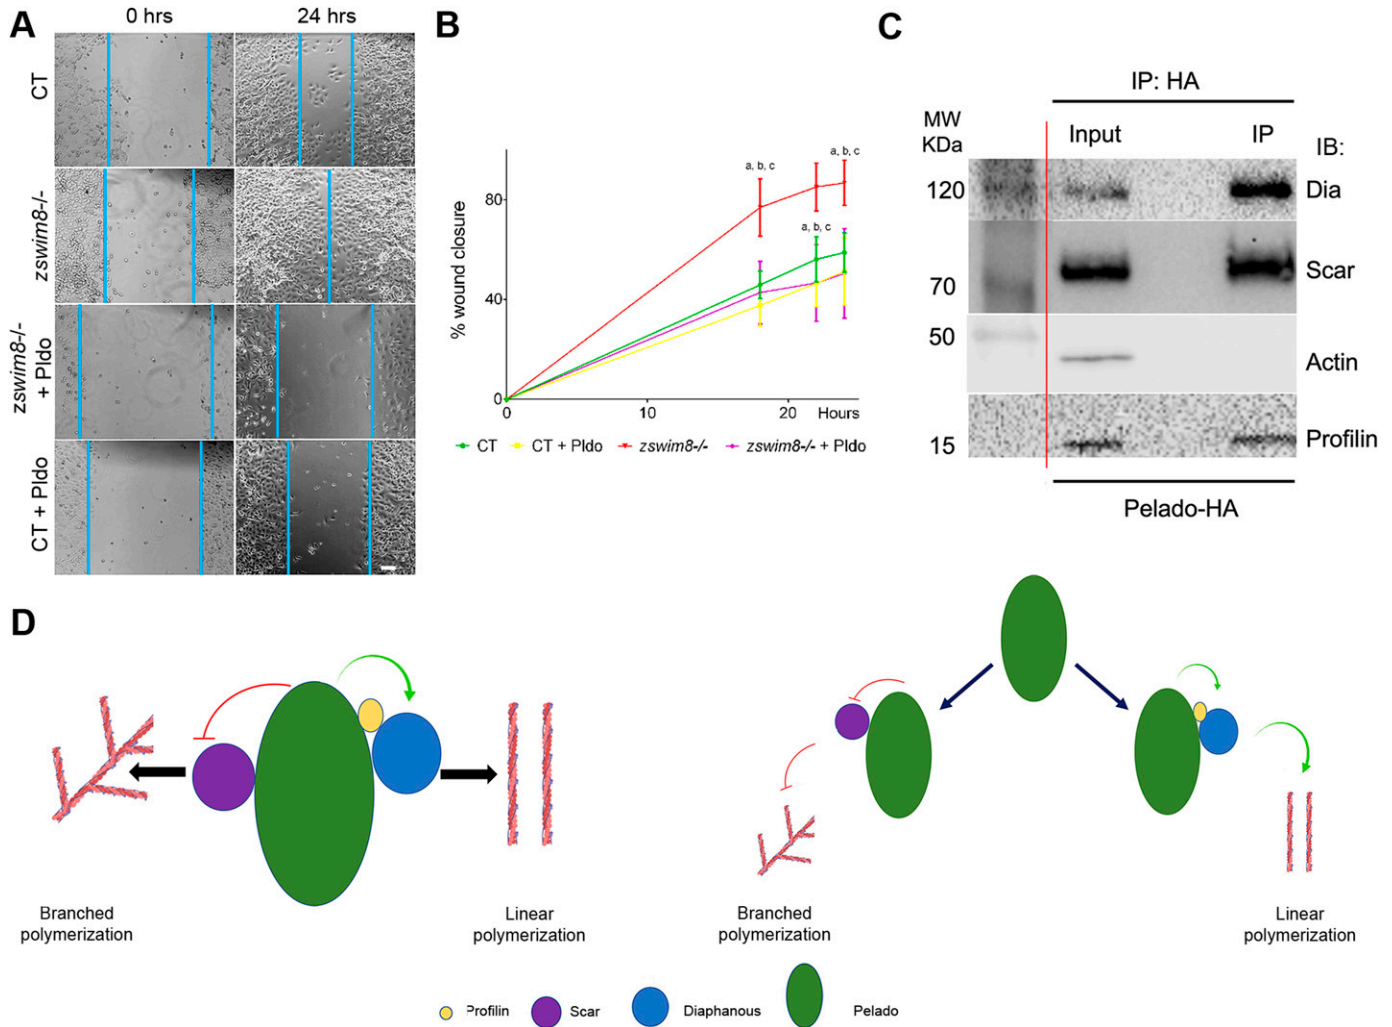 A
0 hrs
24 hrs
CT
zswim8-/-
zswim8-/-
+ Pldo
CT + Pldo
B
% wound closure
80
40
0
a, b, c
a, b, c
a, b, c
0
10
20
Hours
CT
CT + Pldo
zswim8-/-
zswim8-/- + Pldo
C
IP: HA
MW
KDa
Input
IP
IB:
120
Dia
70
Scar
50
Actin
15
Profilin
Pelado-HA
D
Branched
polymerization
Linear
polymerization
Branched
polymerization
Linear
polymerization
Profilin
Scar
Diaphanous
Pelado